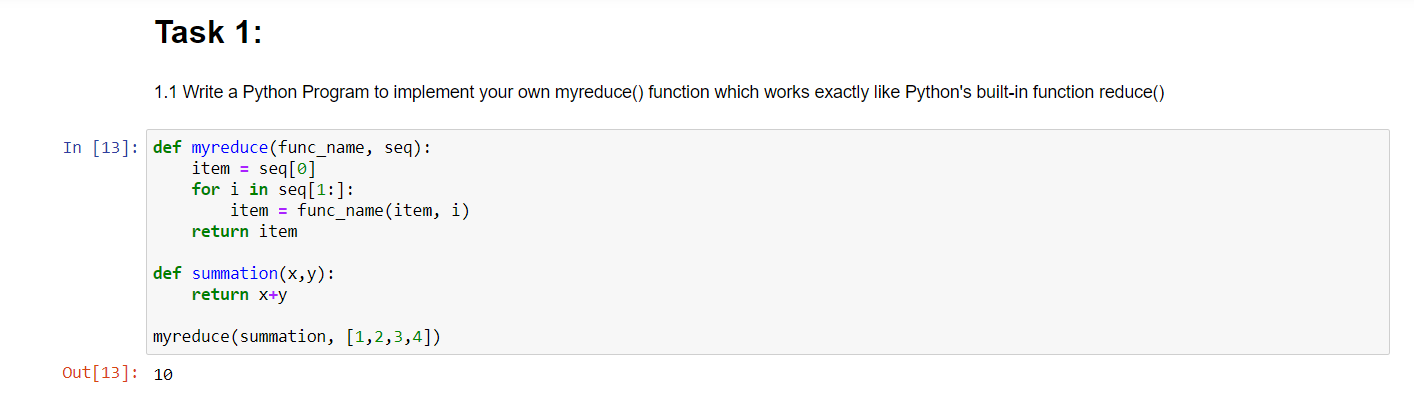 Task 1:
1.1 Write a Python Program to implement your own myreduce() function which works exactly like Python's built-in function reduce()
In [13]: def myreduce(func_name, seq):
    item = seq[0]
    for i in seq[1:]:
        item = func_name(item, i)
    return item
def summation(x,y):
    return x+y
myreduce(summation, [1,2,3,4])
Out[13]: 10